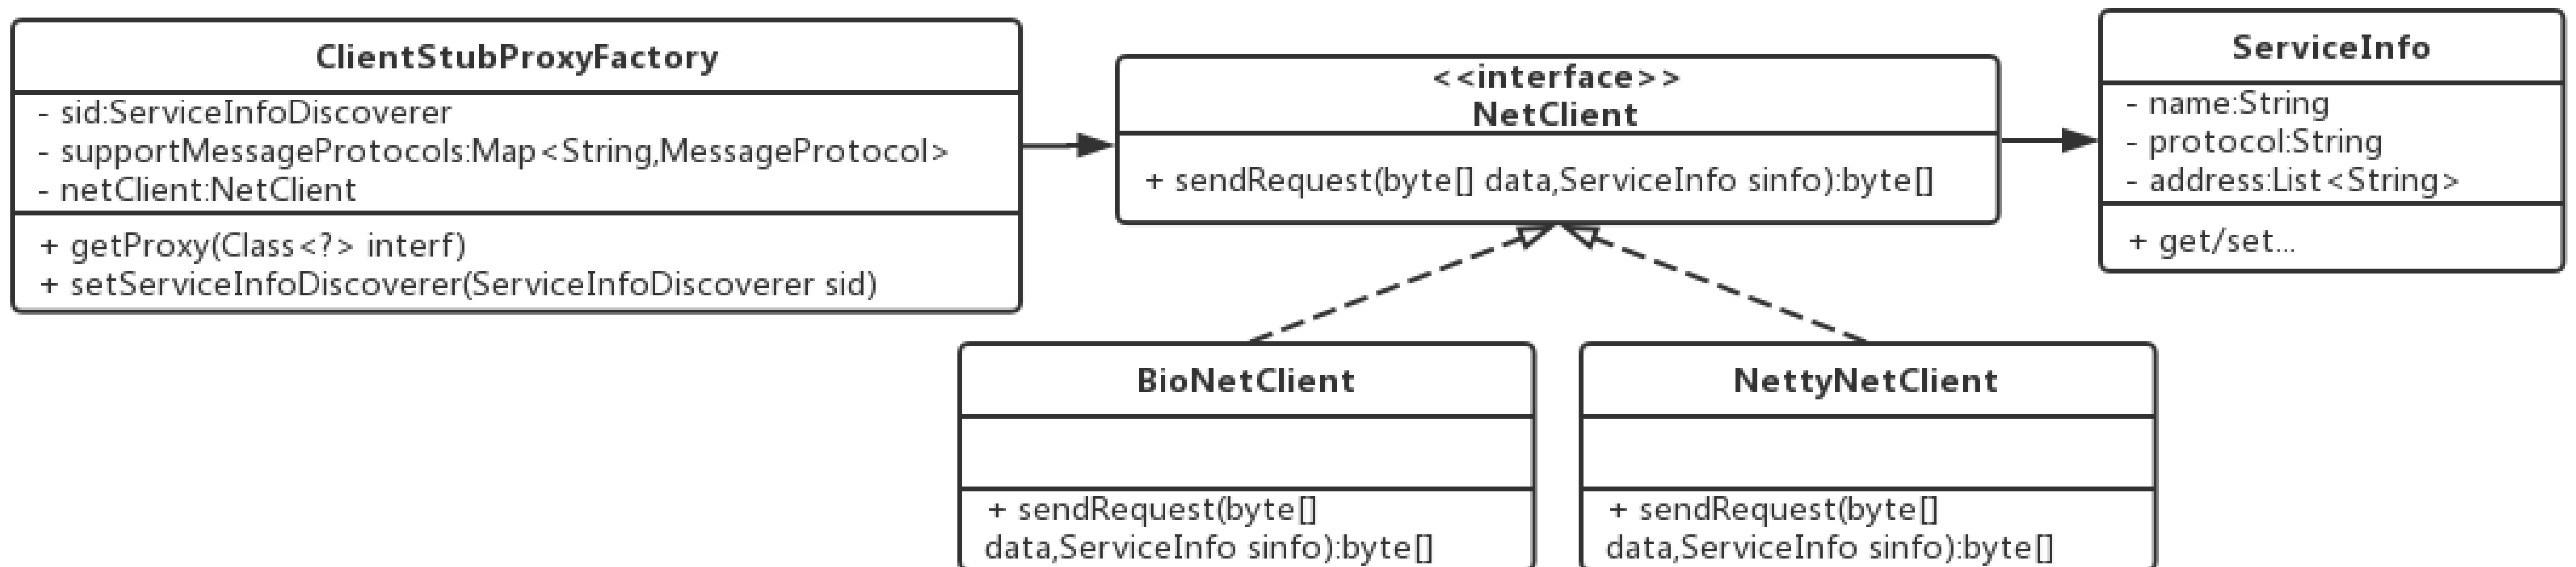 ClientStubProxyFactory
- sid:ServiceInfoDiscoverer
- supportMessageProtocols:Map<String,MessageProtocol>
- netClient:NetClient
+ getProxy(Class<?> interf)
+ setServiceInfoDiscoverer(ServiceInfoDiscoverer sid)
<<interface>>
NetClient
+ sendRequest(byte[] data,ServiceInfo sinfo):byte[]
ServiceInfo
- name:String
- protocol:String
- address:List<String>
+ get/set...
BioNetClient
+ sendRequest(byte[]
data,ServiceInfo sinfo):byte[]
NettyNetClient
+ sendRequest(byte[]
data,ServiceInfo sinfo):byte[]